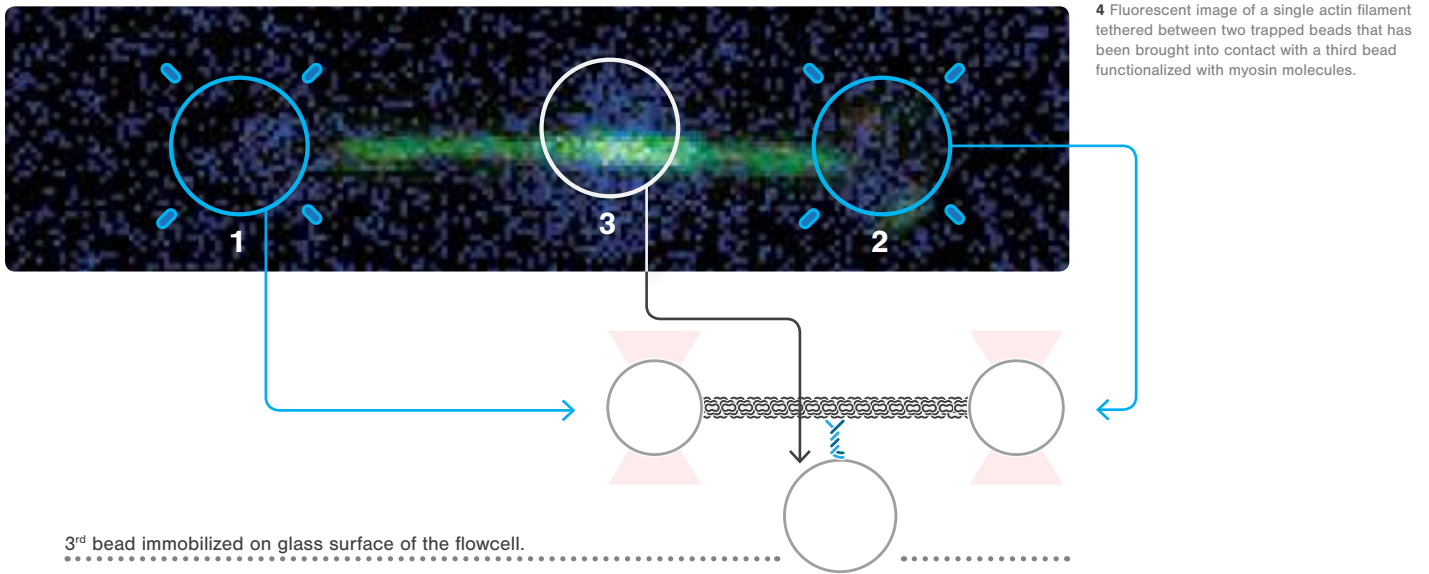 4 Fluorescent image of a single actin filament
tethered between two trapped beads that has
been brought into contact with a third bead
functionalized with myosin molecules.
1
3
2
3rd bead immobilized on glass surface of the flowcell.